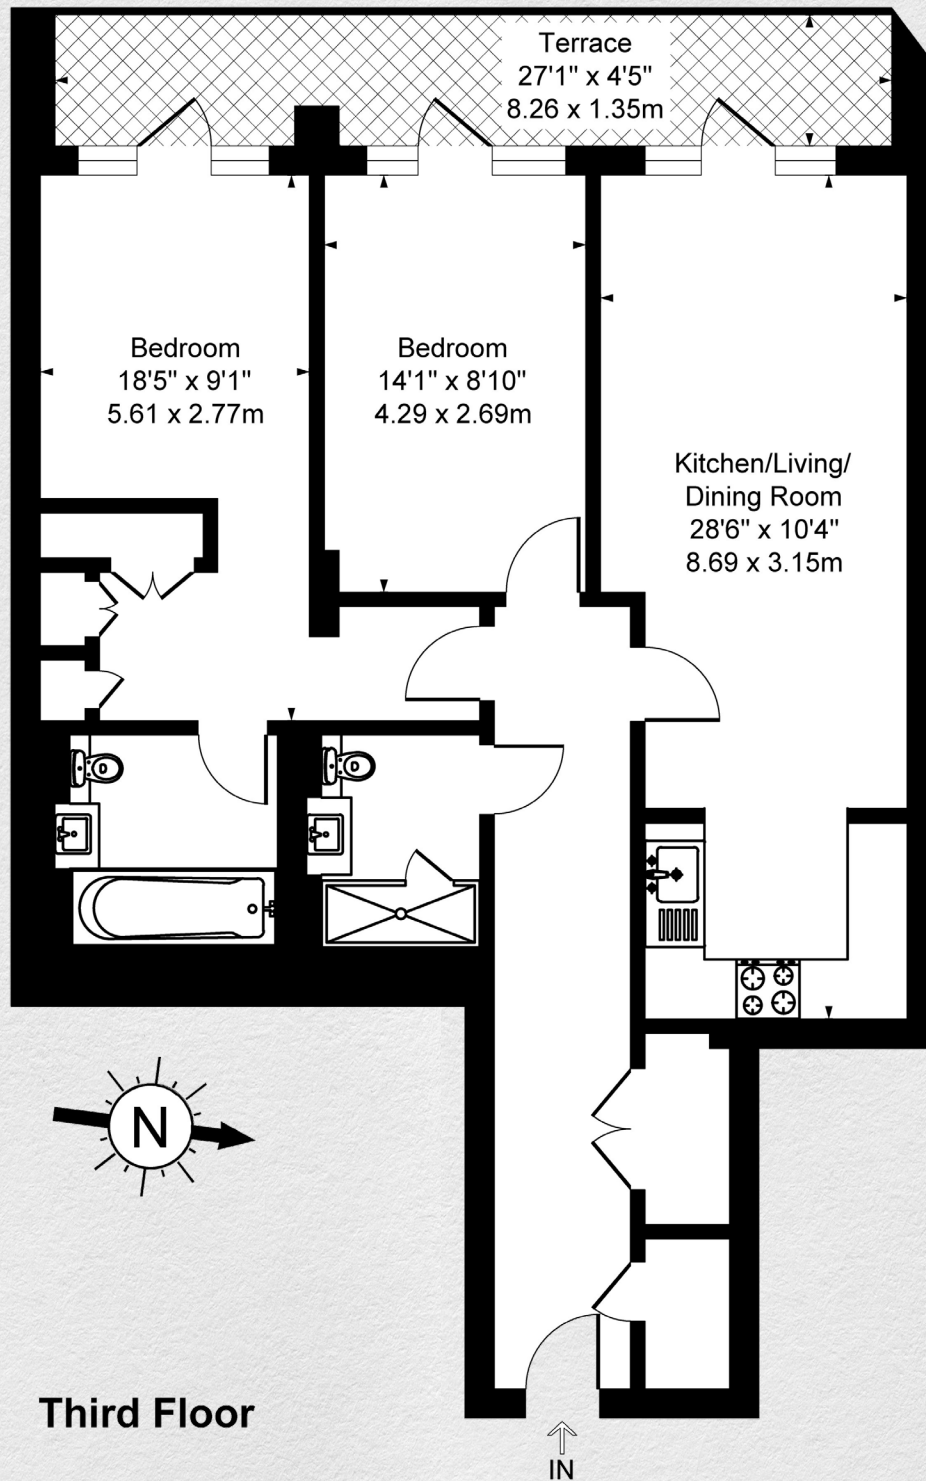 Terrace
27'1" x 4'5"
8.26 x 1.35m
Bedroom
18'5" x 9'1"
5.61 x 2.77m
Bedroom
14'1" x 8'10"
4.29 x 2.69m
Kitchen/Living/
Dining Room
28'6" x 10'4"
8.69 x 3.15m
N
Third Floor
IN